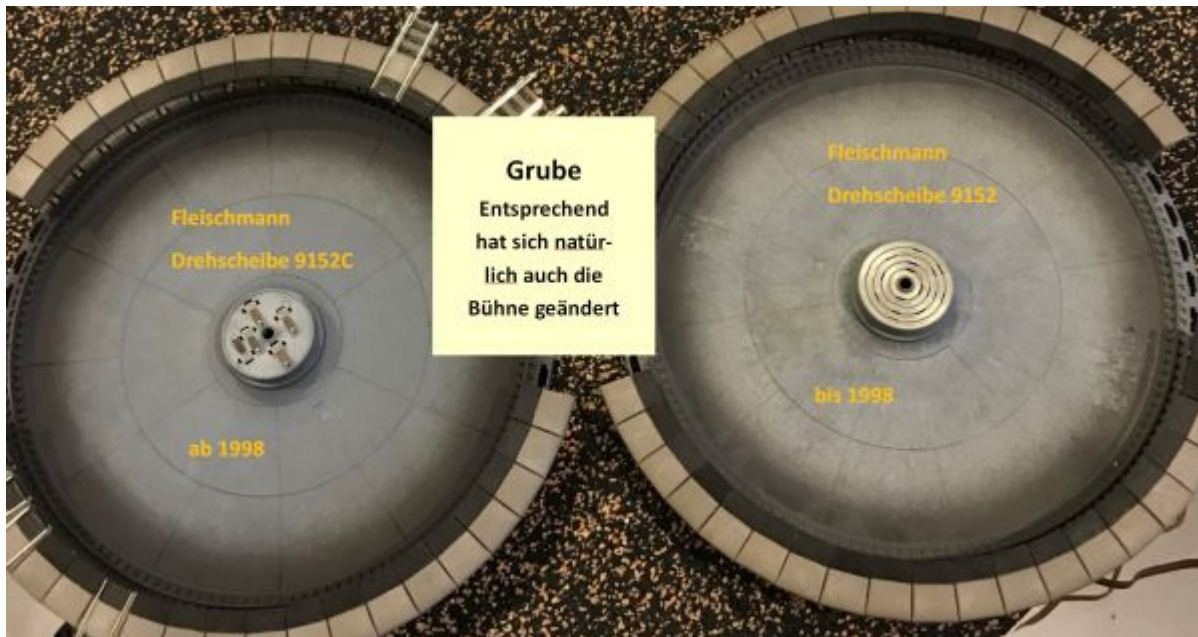 Fleischmann
Drehscheibe 9152C
ab 1998
Grube
Entsprechend
hat sich natür-
lich auch die
Bühne geändert
Fleischmann
Drehscheibe 9152
bis 1998